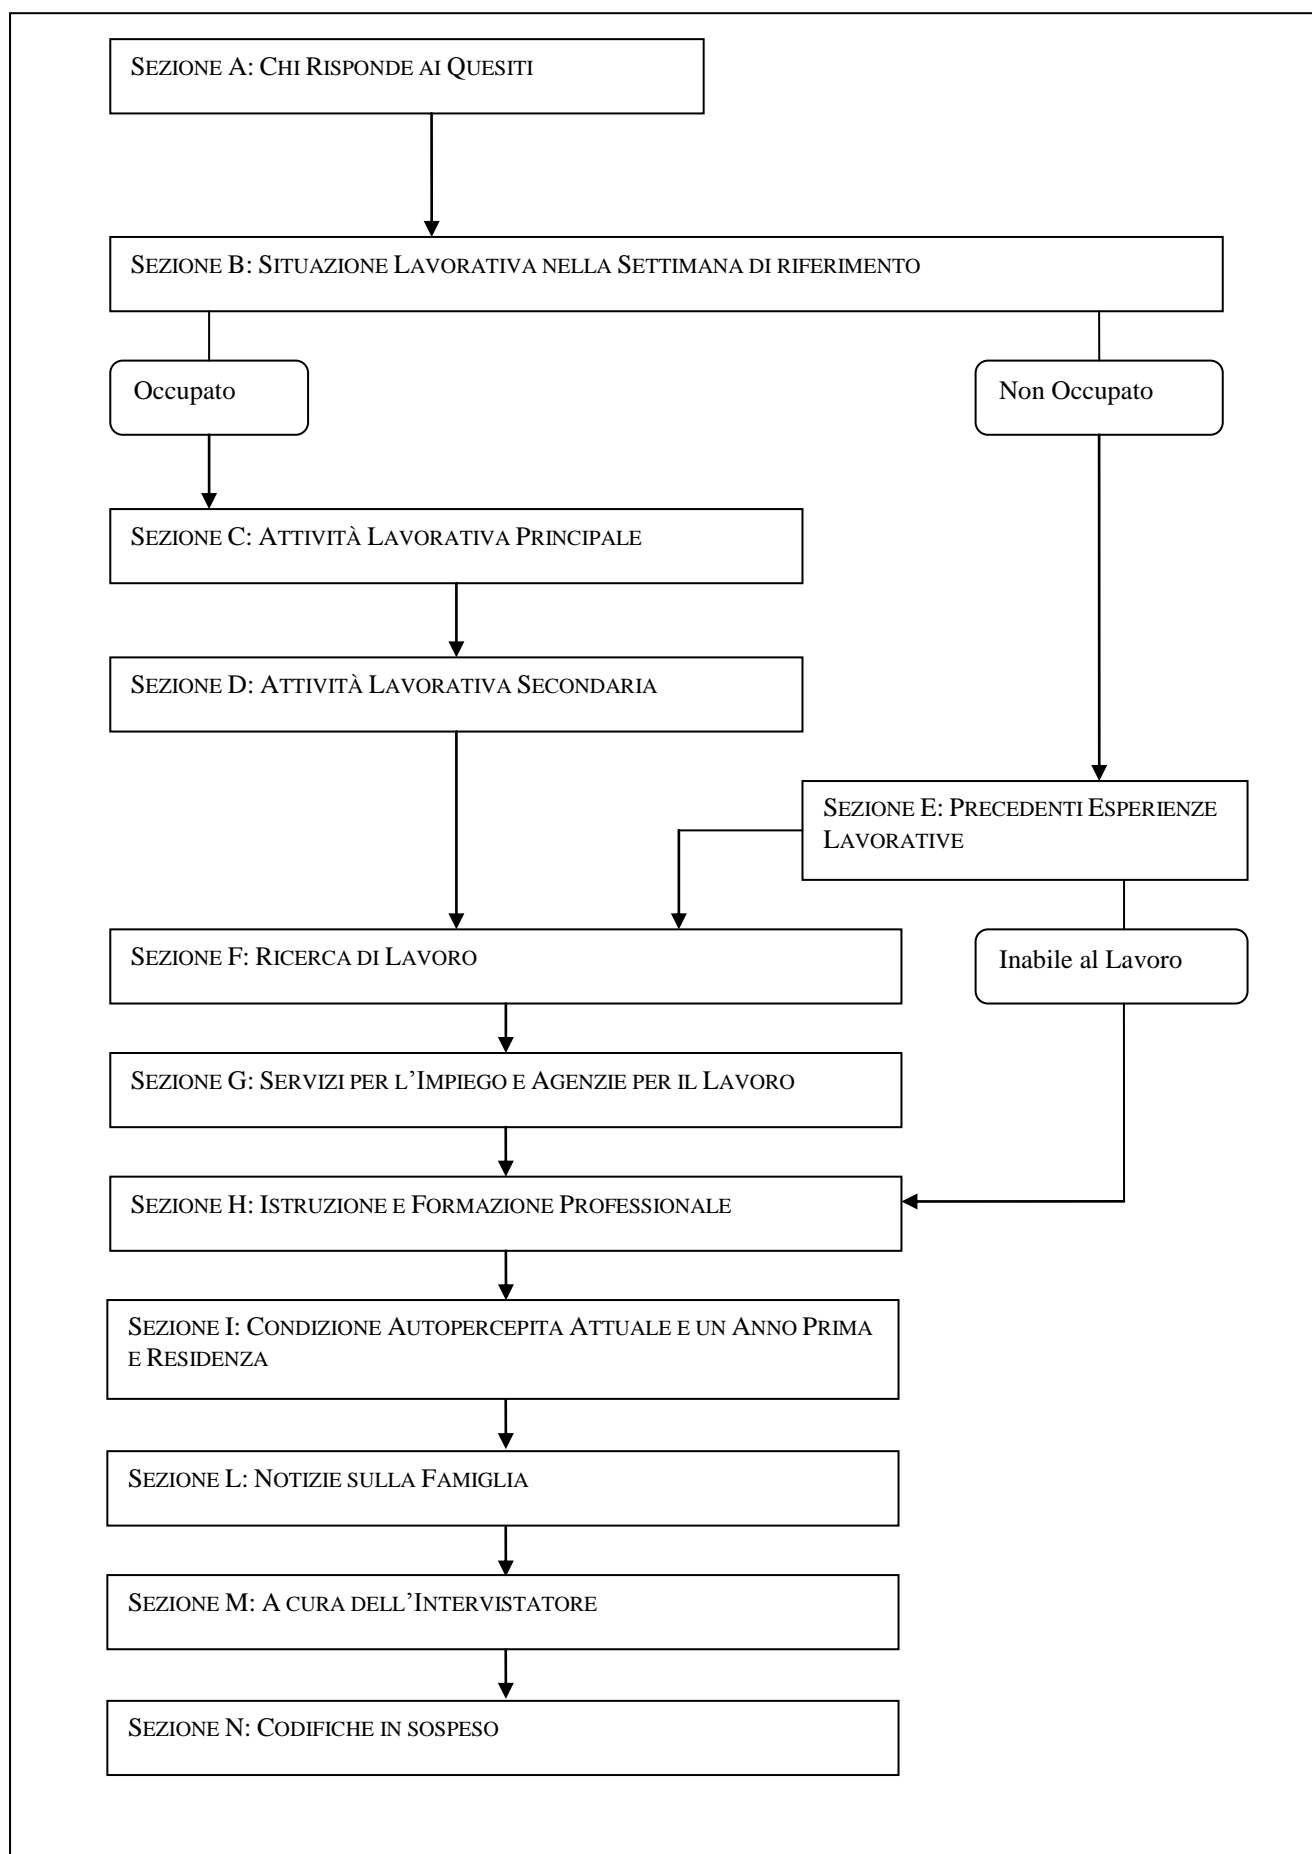 SEZIONE A: CHI RISPONDE AI QUESITI
SEZIONE B: SITUAZIONE LAVORATIVA NELLA SETTIMANA DI RIFERIMENTO
Occupato
Non Occupato
SEZIONE C: ATTIVITÀ LAVORATIVA PRINCIPALE
SEZIONE D: ATTIVITÀ LAVORATIVA SECONDARIA
SEZIONE E: PRECEDENTI ESPERIENZE
LAVORATIVE
SEZIONE F: RICERCA DI LAVORO
Inabile al Lavoro
SEZIONE G: SERVIZI PER L'IMPIEGO E AGENZIE PER IL LAVORO
SEZIONE H: ISTRUZIONE E FORMAZIONE PROFESSIONALE
SEZIONE I: CONDIZIONE AUTOPERCEPITA ATTUALE E UN ANNO PRIMA
E RESIDENZA
SEZIONE L: NOTIZIE SULLA FAMIGLIA
SEZIONE M: A CURA DELL'INTERVISTATORE
SEZIONE N: CODIFICHE IN SOSPESO